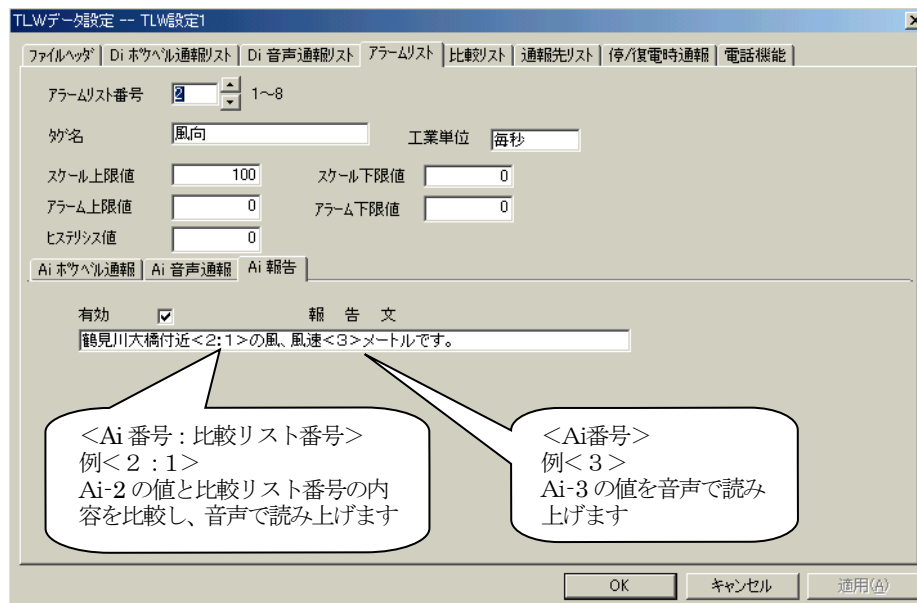 TLWデータ設定 -- TLW設定1
ファイルヘッダ Di ポケベル通報リスト Di 音声通報リスト アラームリスト 比較リスト 通報先リスト 停/復電時通報 電話機能
アラームリスト番号 2 1～8
タグ名 風向 工業単位 毎秒
スケール上限値 100 スケール下限値 0
アラーム上限値 0 アラーム下限値 0
ヒステリシス値 0
Ai ポケベル通報 Ai 音声通報 Ai 報告
有効 報 告 文
鶴見川大橋付近<2:1>の風、風速<3>メートルです。
<Ai 番号：比較リスト番号>
例<２：1>
Ai-2 の値と比較リスト番号の内
容を比較し、音声で読み上げます
<Ai番号>
例<３>
Ai-3 の値を音声で読み
上げます
OK キャンセル 適用(A)